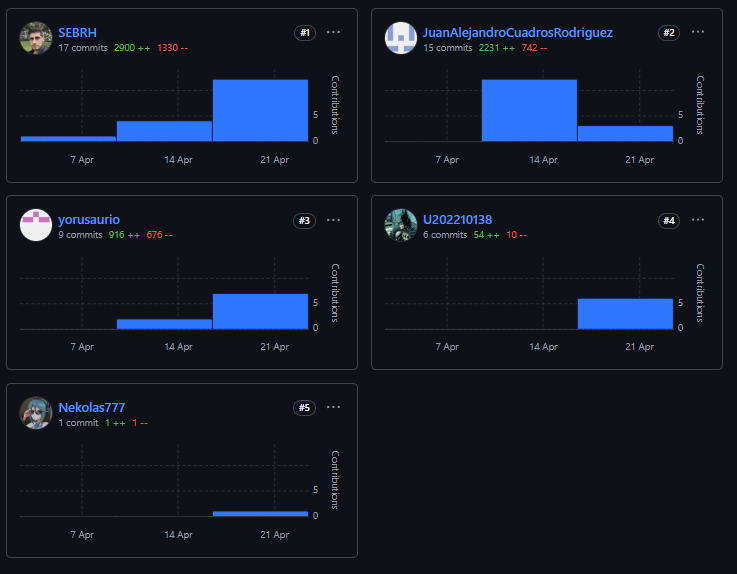 SEBRH #1 ...
17 commits 2900 ++ 1330 --
Contributions
5
0
7 Apr 14 Apr 21 Apr
JuanAlejandroCuadrosRodriguez #2 ...
15 commits 2231 ++ 742 --
Contributions
5
0
7 Apr 14 Apr 21 Apr
yorusaurio #3 ...
9 commits 916 ++ 676 --
Contributions
5
0
7 Apr 14 Apr 21 Apr
U202210138 #4 ...
6 commits 54 ++ 10 --
Contributions
5
0
7 Apr 14 Apr 21 Apr
Nekolas777 #5 ...
1 commit 1 ++ 1 --
Contributions
5
0
7 Apr 14 Apr 21 Apr